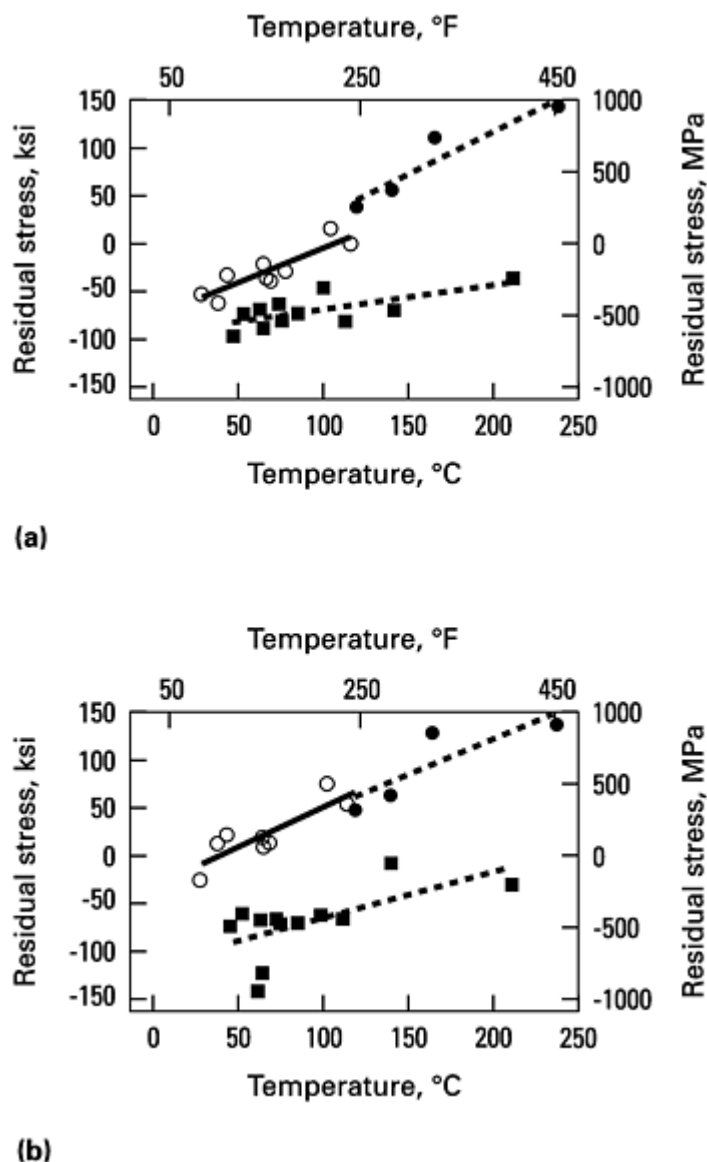 Temperature, °F
50 250 450
150 1000
100
500
50
0 0
-50
-500
-100
-150 -1000
Residual stress, ksi
Residual stress, MPa
0 50 100 150 200 250
Temperature, °C
(a)
Temperature, °F
50 250 450
150 1000
100
500
50
0 0
-50
-500
-100
-150 -1000
Residual stress, ksi
Residual stress, MPa
0 50 100 150 200 250
Temperature, °C
(b)